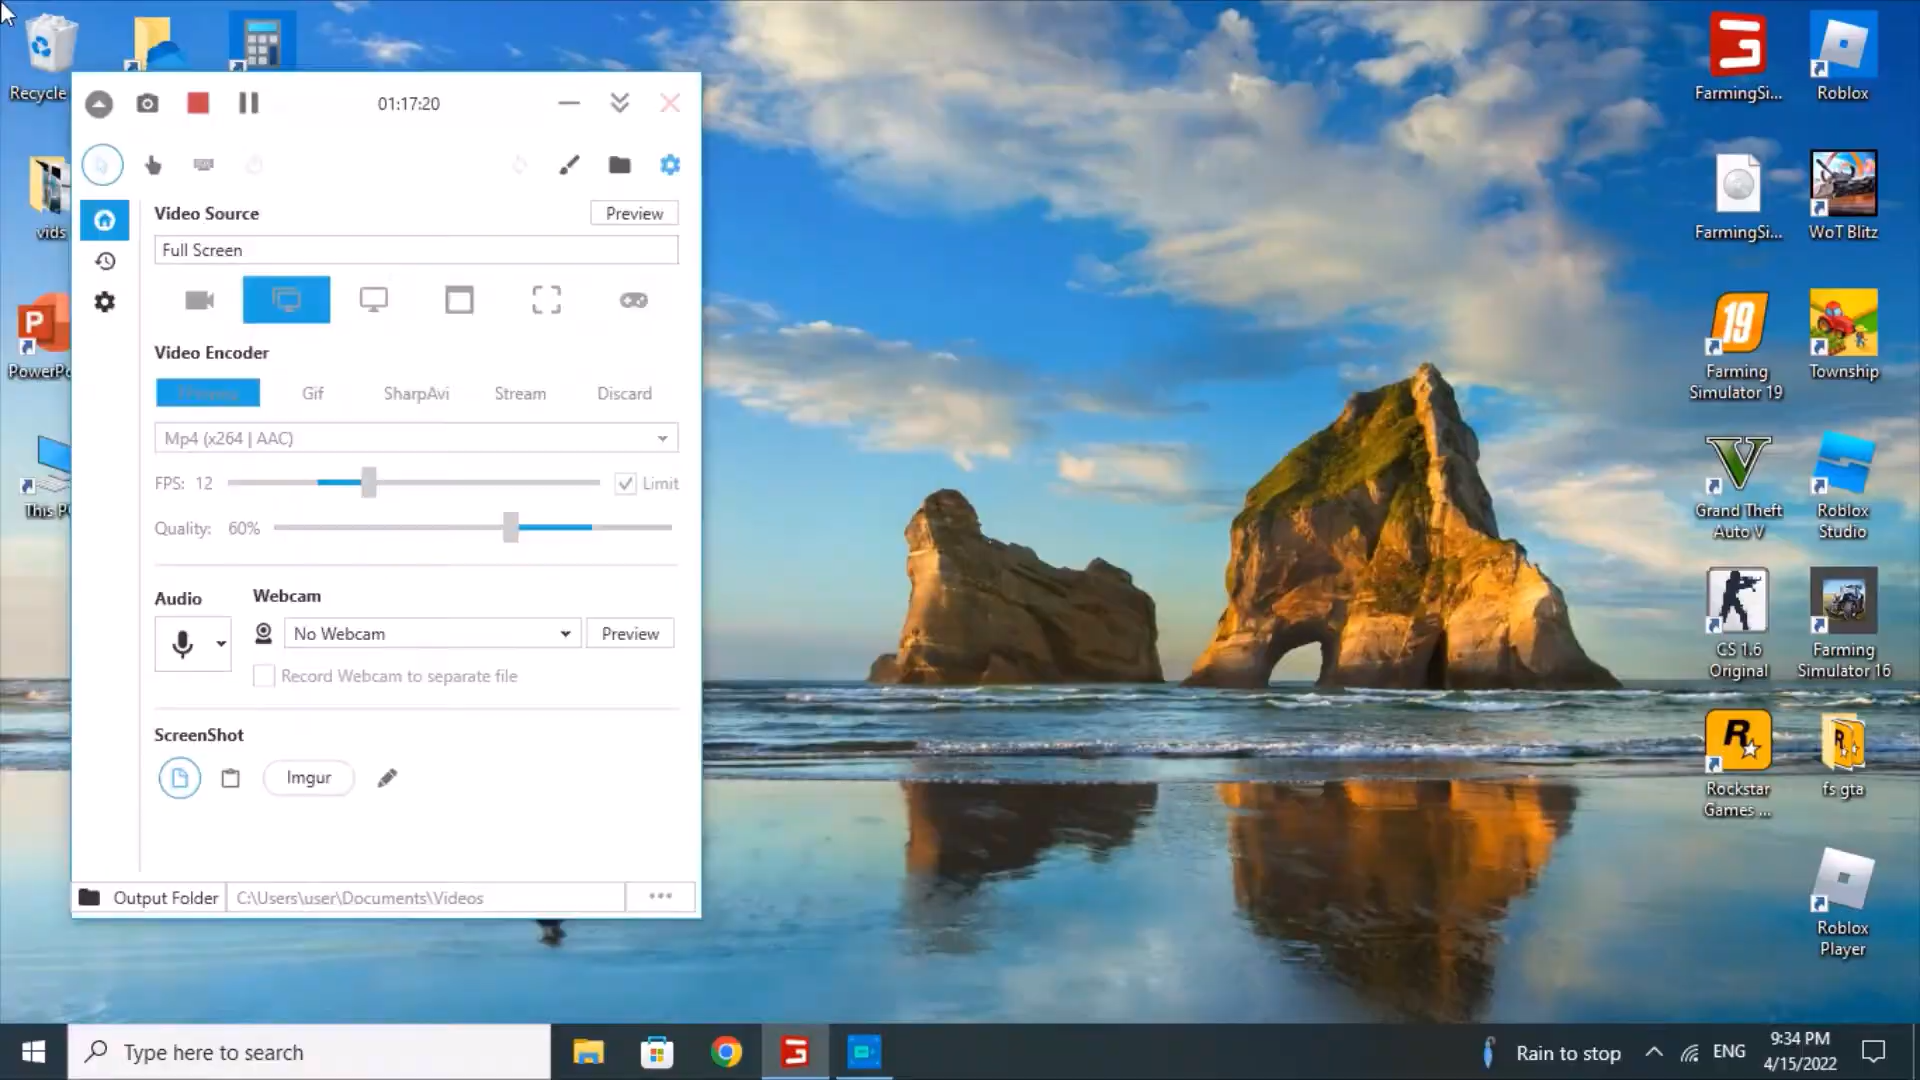 Recycle
vids
PowerPo
This P
01:17:20
Video Source
Preview
Full Screen
Video Encoder
Gif
SharpAvi
Stream
Discard
Mp4 (x264 | AAC)
FPS: 12
Limit
Quality: 60%
Audio
Webcam
No Webcam
Preview
Record Webcam to separate file
ScreenShot
Imgur
Output Folder
C:\Users\user\Documents\Videos
...
FarmingSi...
Roblox
FarmingSi...
WoT Blitz
19
Farming
Simulator 19
Township
Grand Theft
Auto V
Roblox
Studio
CS 1.6
Original
Farming
Simulator 16
Rockstar
Games ...
fs gta
Roblox
Player
Type here to search
Rain to stop
ENG
9:34 PM
4/15/2022